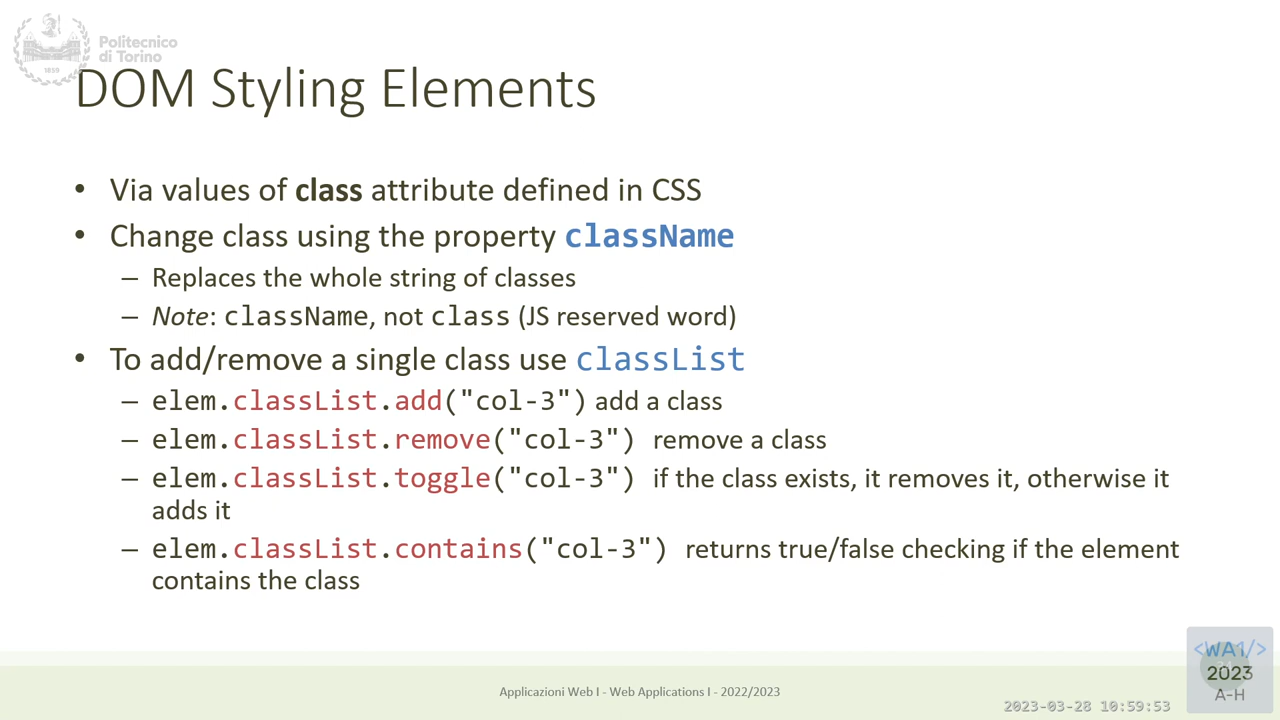 Politecnico
di Torino
1859
DOM Styling Elements
• Via values of class attribute defined in CSS
• Change class using the property className
– Replaces the whole string of classes
– Note: className, not class (JS reserved word)
• To add/remove a single class use classList
– elem.classList.add("col-3") add a class
– elem.classList.remove("col-3") remove a class
– elem.classList.toggle("col-3") if the class exists, it removes it, otherwise it
adds it
– elem.classList.contains("col-3") returns true/false checking if the element
contains the class
Applicazioni Web I - Web Applications I - 2022/2023
<WA1/>
2023
A-H
2023-03-28 10:59:53